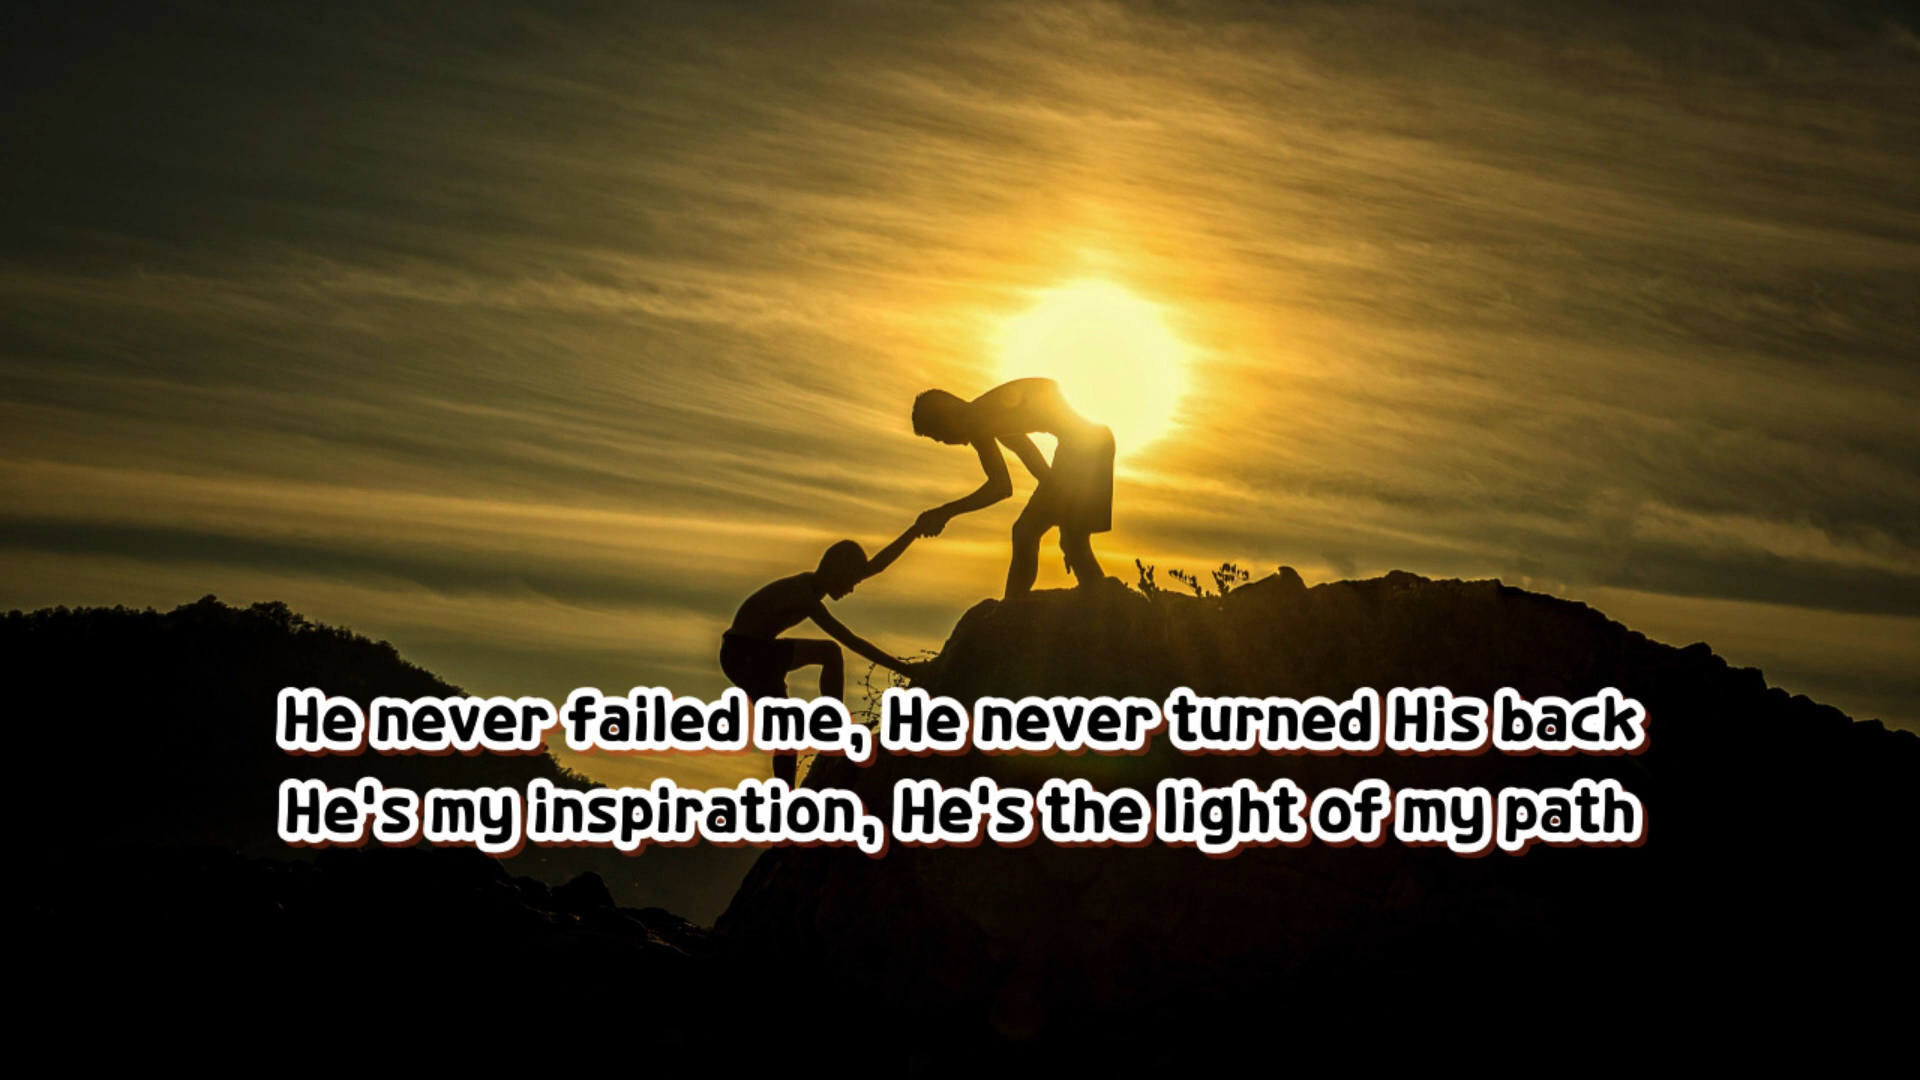 He never failed me, He never turned His back
He's my inspiration, He's the light of my path